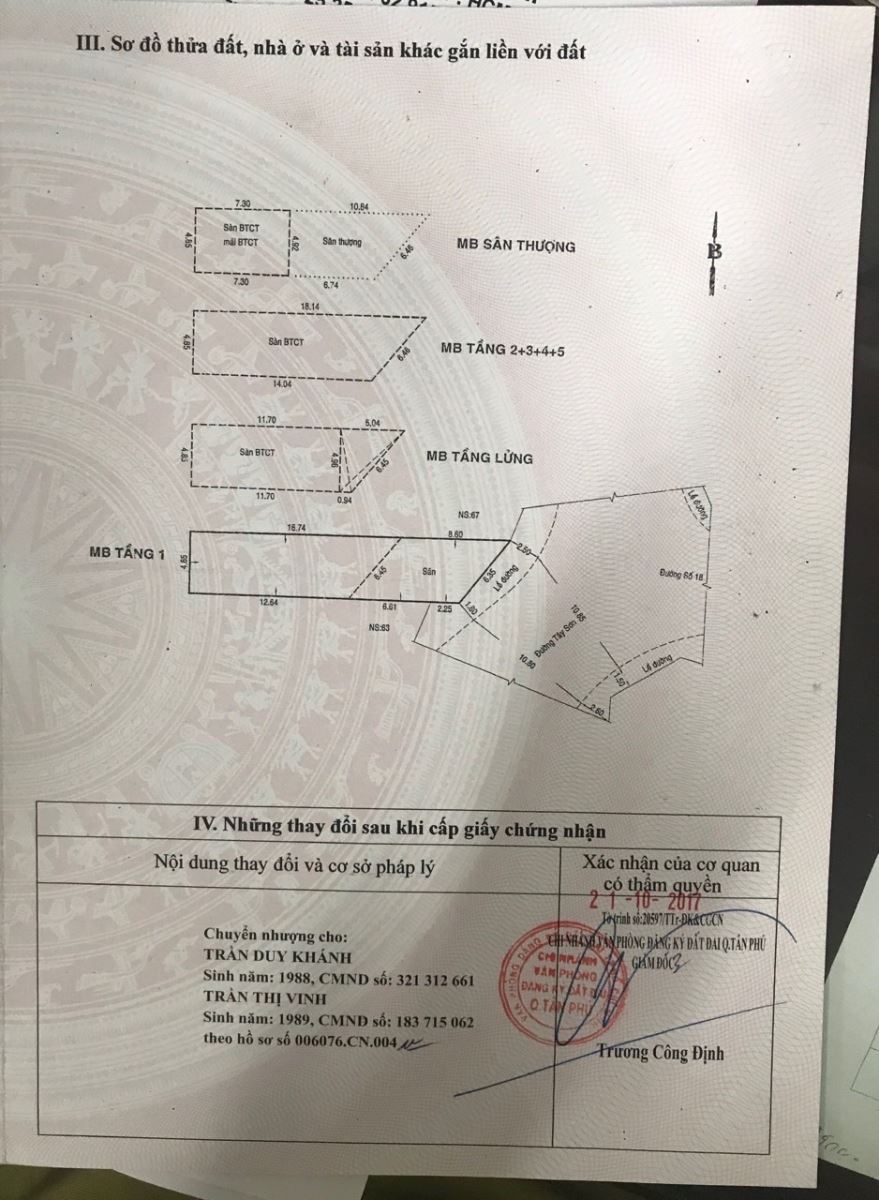 III. Sơ đồ thửa đất, nhà ở và tài sản khác gắn liền với đất
7.30
10.84
4.85
Sàn BTCT
mái BTCT
4.92
Sân thượng
6.46
MB SÂN THƯỢNG
B
7.30
6.74
18.14
4.85
Sàn BTCT
6.46
MB TẦNG 2+3+4+5
14.04
11.70
5.04
4.85
Sàn BTCT
4.96
6.45
MB TẦNG LỬNG
11.70
0.94
NS:67
Lề đường
16.74
8.60
2.50
MB TẦNG 1
4.85
6.45
Sân
6.35
Lề đường
Đường Số 18
12.64
6.61
2.25
1.80
10.85
NS:63
Đường Tây Sơn
10.80
Lề đường
1.50
2.60
IV. Những thay đổi sau khi cấp giấy chứng nhận
Nội dung thay đổi và cơ sở pháp lý
Xác nhận của cơ quan
có thẩm quyền
21-10-2017
Tờ trình số:20597/TTr-ĐK&CGCN
CHI NHÁNH VĂN PHÒNG ĐĂNG KÝ ĐẤT ĐAI Q.TÂN PHÚ
GIÁM ĐỐC
CHI NHÁNH
VĂN PHÒNG
ĐĂNG KÝ ĐẤT ĐAI
Q.TÂN PHÚ
Chuyển nhượng cho:
TRẦN DUY KHÁNH
Sinh năm: 1988, CMND số: 321 312 661
TRẦN THỊ VINH
Sinh năm: 1989, CMND số: 183 715 062
theo hồ sơ số 006076.CN.004
Trương Công Định